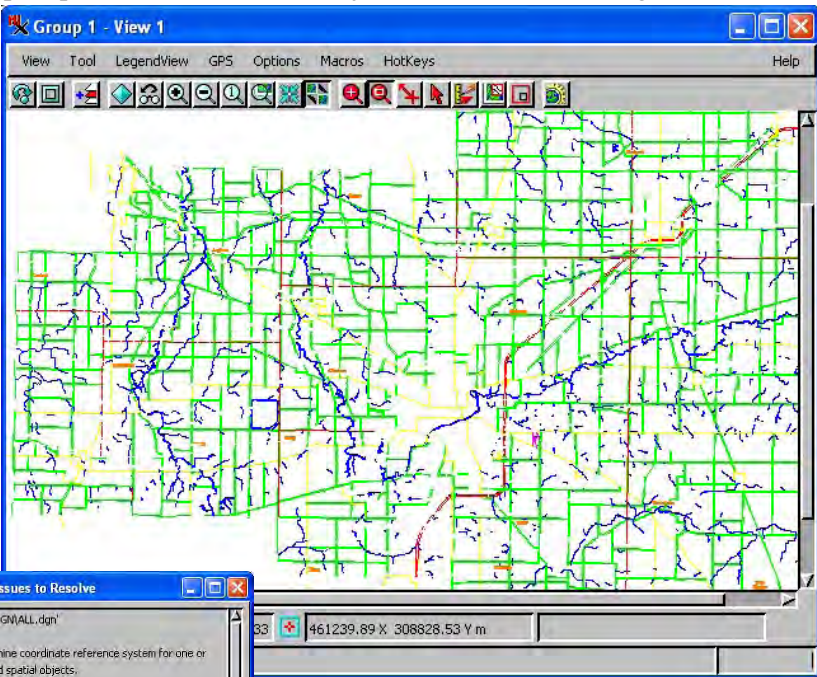 Group 1 - View 1
View Tool LegendView GPS Options Macros HotKeys Help
ssues to Resolve
GN\ALL.dgn'
33 461239.89 X 308828.53 Y m
nine coordinate reference system for one or
d spatial objects.